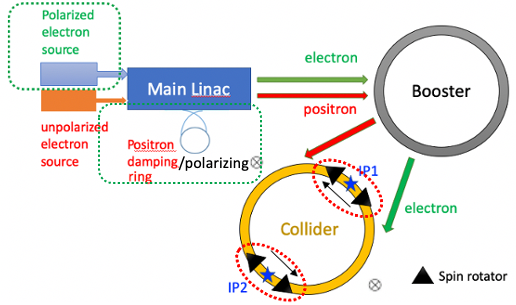 Polarized
electron
source
Main Linac
electron
positron
Booster
unpolarized
electron
source
Positron
damping
ring
/polarizing
IP1
electron
Collider
IP2
Spin rotator